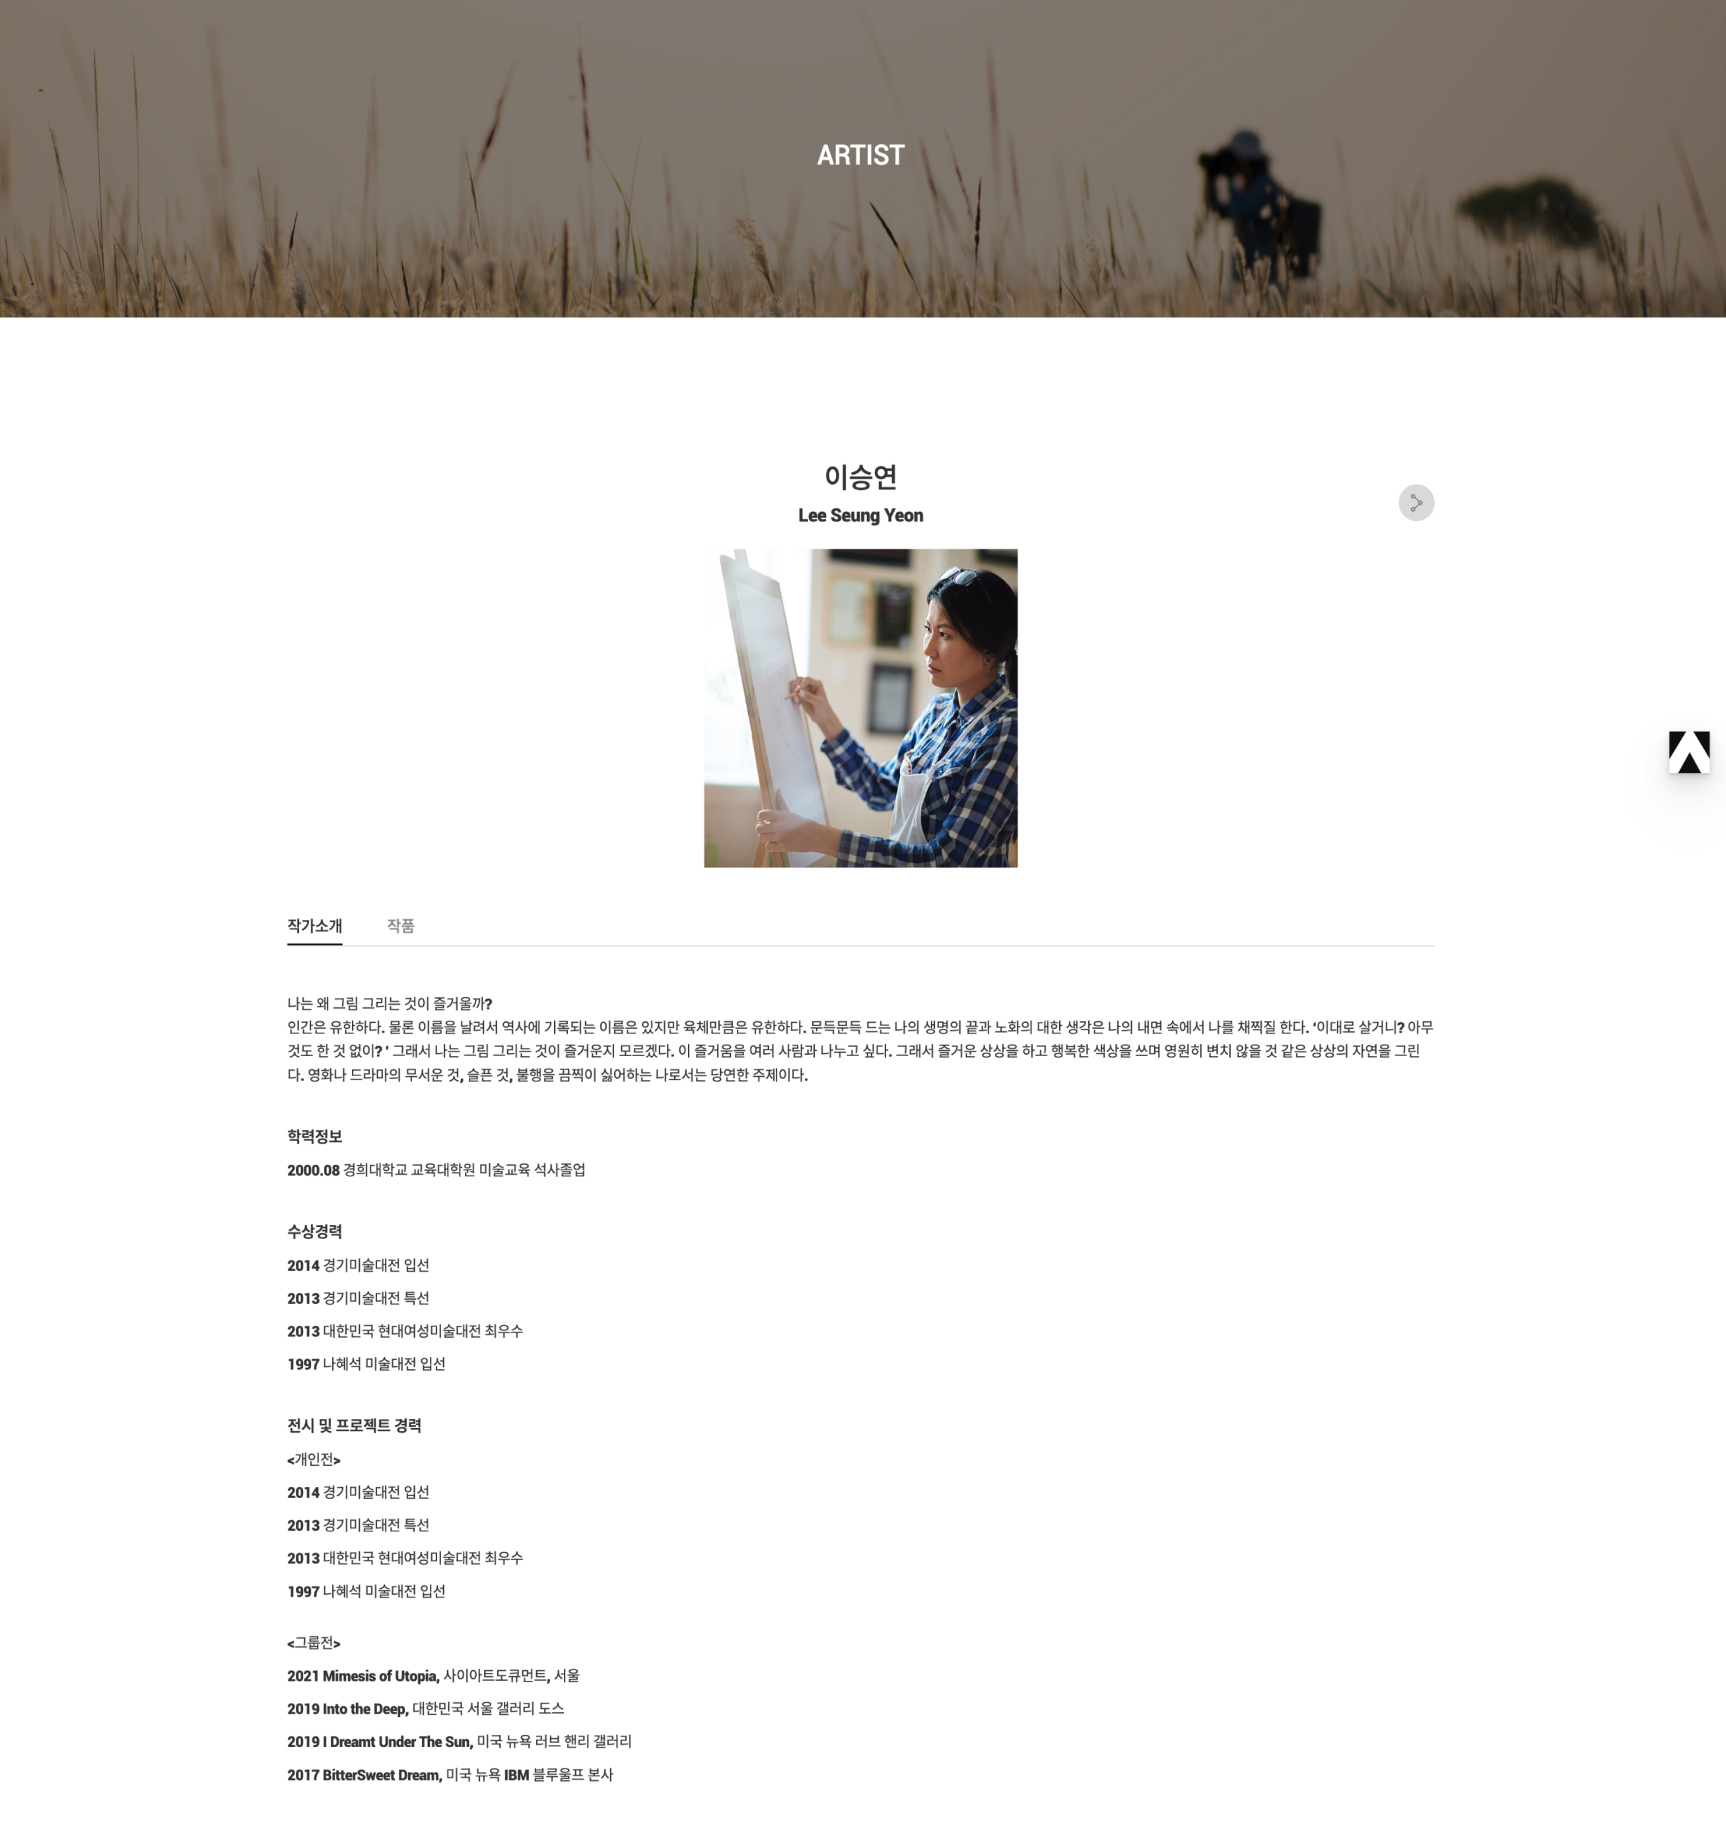 ARTIST
이승연
Lee Seung Yeon
작가소개 작품
나는 왜 그림 그리는 것이 즐거울까?
인간은 유한하다. 물론 이름을 날려서 역사에 기록되는 이름은 있지만 육체만큼은 유한하다. 문득문득 드는 나의 생명의 끝과 노화의 대한 생각은 나의 내면 속에서 나를 채찍질 한다. ‘이대로 살거니? 아무
것도 한 것 없이? ’ 그래서 나는 그림 그리는 것이 즐거운지 모르겠다. 이 즐거움을 여러 사람과 나누고 싶다. 그래서 즐거운 상상을 하고 행복한 색상을 쓰며 영원히 변치 않을 것 같은 상상의 자연을 그린
다. 영화나 드라마의 무서운 것, 슬픈 것, 불행을 끔찍이 싫어하는 나로서는 당연한 주제이다.
학력정보
2000.08 경희대학교 교육대학원 미술교육 석사졸업
수상경력
2014 경기미술대전 입선
2013 경기미술대전 특선
2013 대한민국 현대여성미술대전 최우수
1997 나혜석 미술대전 입선
전시 및 프로젝트 경력
<개인전>
2014 경기미술대전 입선
2013 경기미술대전 특선
2013 대한민국 현대여성미술대전 최우수
1997 나혜석 미술대전 입선
<그룹전>
2021 Mimesis of Utopia, 사이아트도큐먼트, 서울
2019 Into the Deep, 대한민국 서울 갤러리 도스
2019 I Dreamt Under The Sun, 미국 뉴욕 러브 핸리 갤러리
2017 BitterSweet Dream, 미국 뉴욕 IBM 블루울프 본사